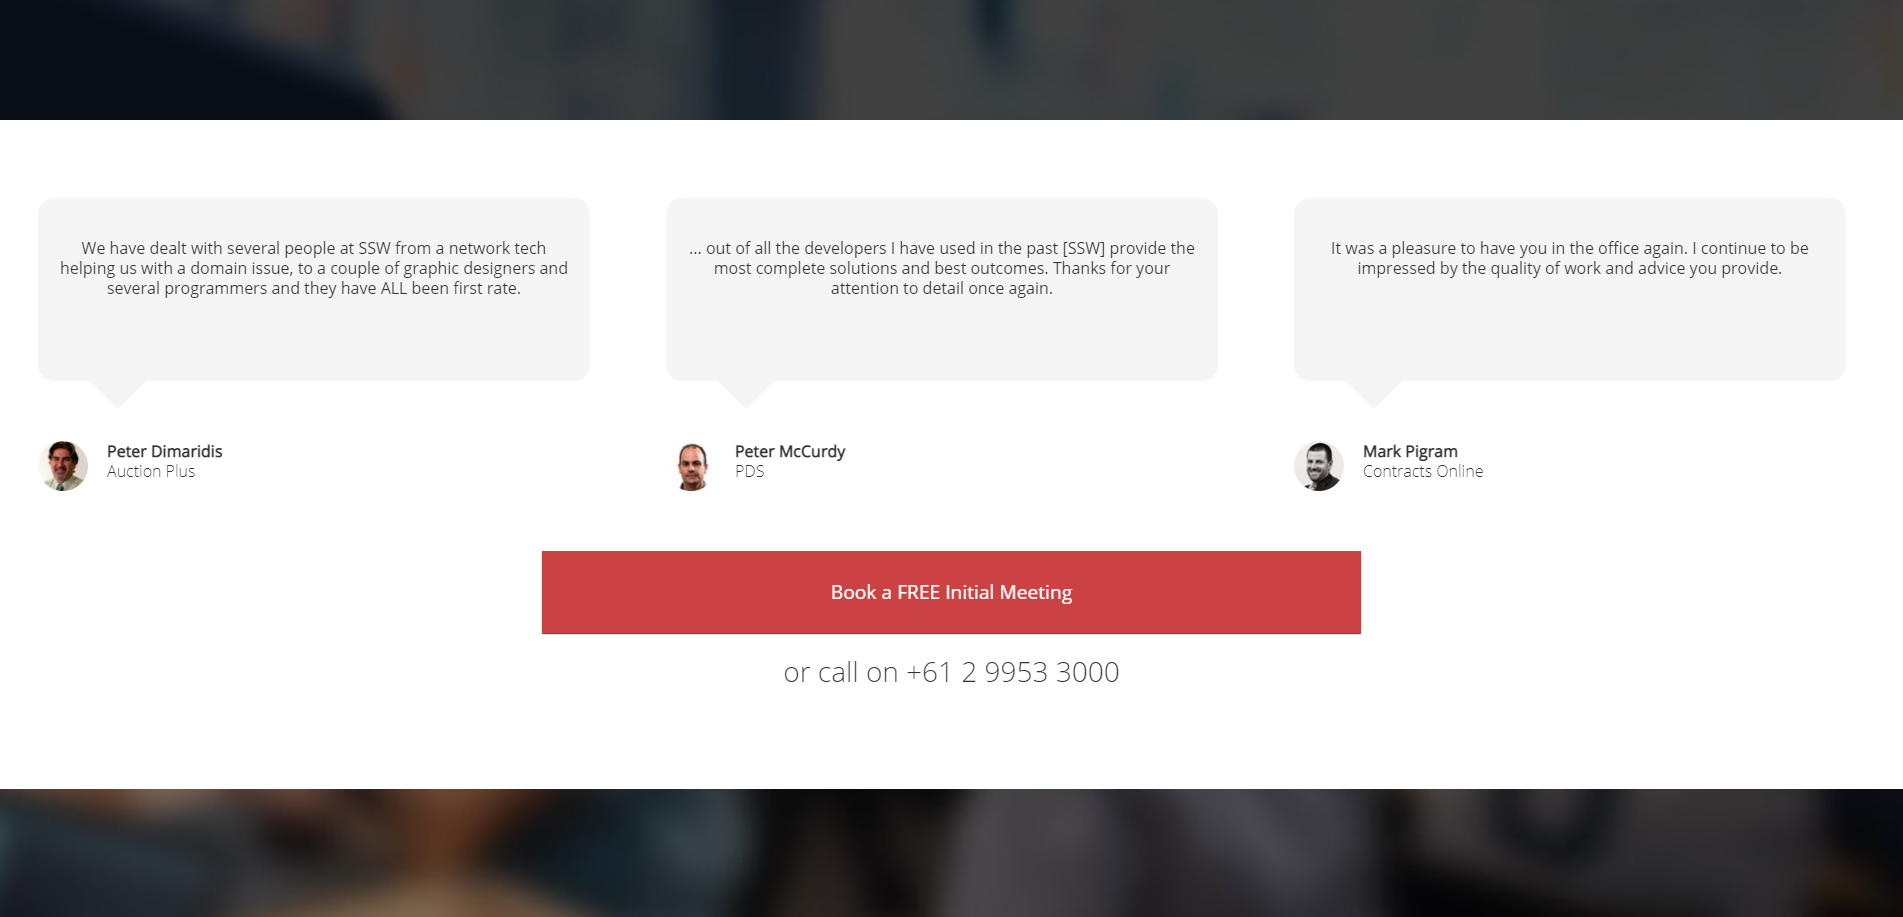 We have dealt with several people at SSW from a network tech
helping us with a domain issue, to a couple of graphic designers and
several programmers and they have ALL been first rate.
Peter Dimaridis
Auction Plus
... out of all the developers I have used in the past [SSW] provide the
most complete solutions and best outcomes. Thanks for your
attention to detail once again.
Peter McCurdy
PDS
It was a pleasure to have you in the office again. I continue to be
impressed by the quality of work and advice you provide.
Mark Pigram
Contracts Online
Book a FREE Initial Meeting
or call on +61 2 9953 3000